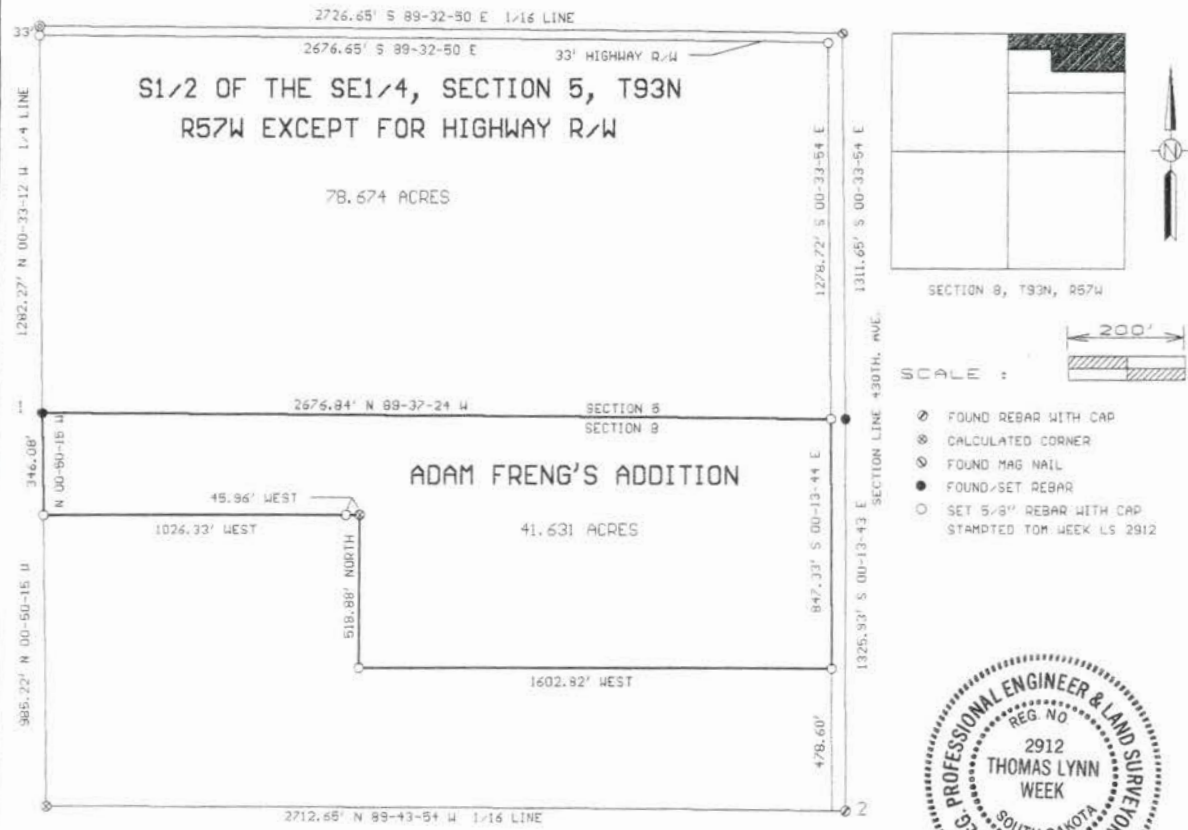 2726.65' S 89-32-50 E 1/16 LINE
33'
2676.65' S 89-32-50 E
33' HIGHWAY R/W
S1/2 OF THE SE1/4, SECTION 5, T93N
R57W EXCEPT FOR HIGHWAY R/W
78.674 ACRES
1282.27' N 00-33-12 W 1/4 LINE
1278.72' S 00-33-54 E
1311.65' S 00-33-54 E
SECTION LINE 430TH. AVE.
1
2676.84' N 89-37-24 W
SECTION 5
SECTION 8
346.08'
N 00-50-15 W
ADAM FRENG'S ADDITION
45.96' WEST
1026.33' WEST
41.631 ACRES
518.88' NORTH
847.33' S 00-13-44 E
1325.93' S 00-13-43 E
1602.82' WEST
985.22' N 00-50-15 W
478.60'
2712.65' N 89-43-54 W 1/16 LINE
2
N
SECTION 8, T93N, R57W
200'
SCALE :
FOUND REBAR WITH CAP
CALCULATED CORNER
FOUND MAG NAIL
FOUND/SET REBAR
SET 5/8" REBAR WITH CAP
STAMPTED TOM WEEK LS 2912
PROFESSIONAL ENGINEER & LAND
REG. NO
2912
THOMAS LYNN
WEEK